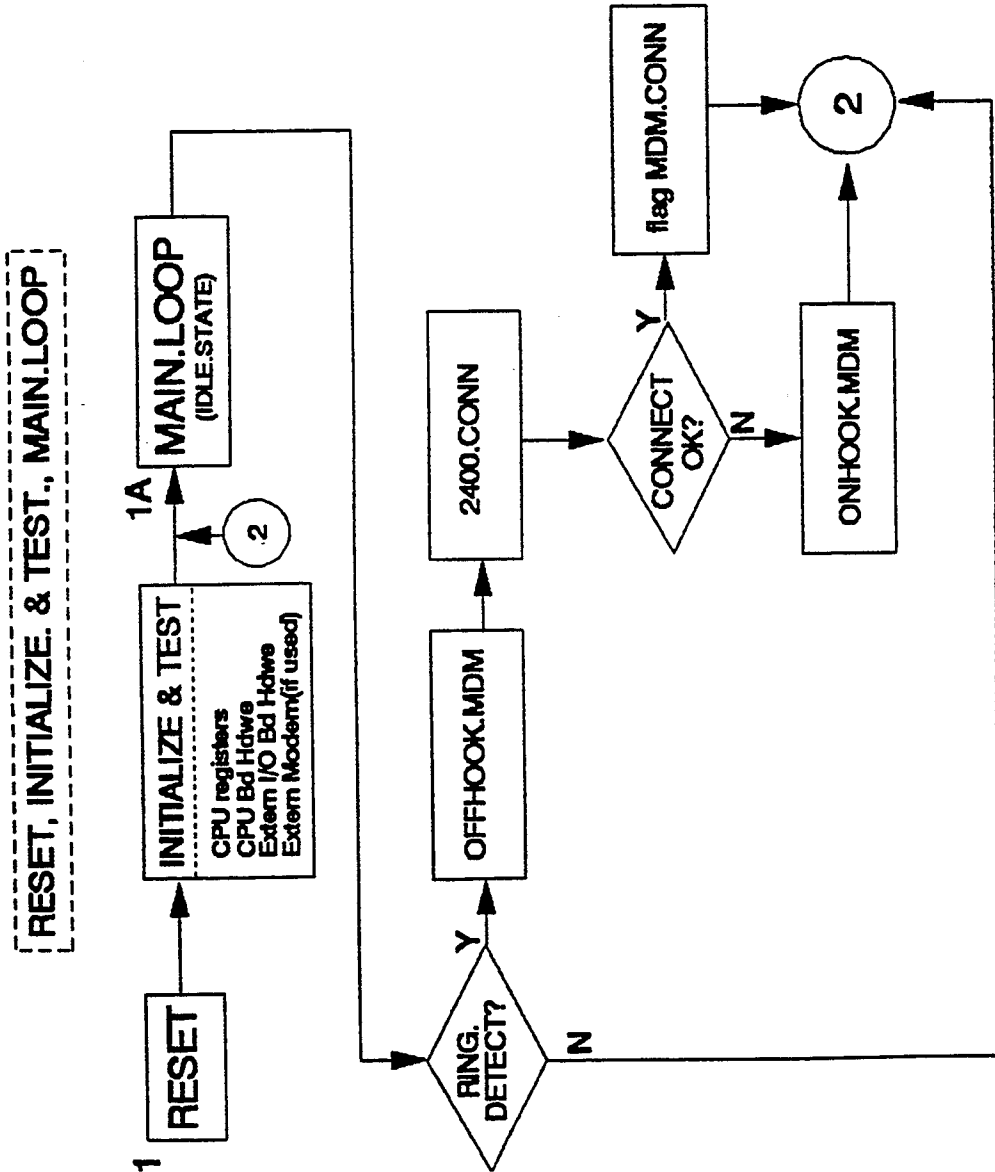 RESET, INITIALIZE. & TEST., MAIN.LOOP
1
RESET
INITIALIZE & TEST
CPU registers
CPU Bd Hdwe
Extern I/O Bd Hdwe
Extern Modem(if used)
1A
2
MAIN.LOOP
(IDLE.STATE)
RING.
DETECT?
Y
N
OFFHOOK.MDM
2400.CONN
CONNECT
OK?
Y
N
flag MDM.CONN
ONHOOK.MDM
2